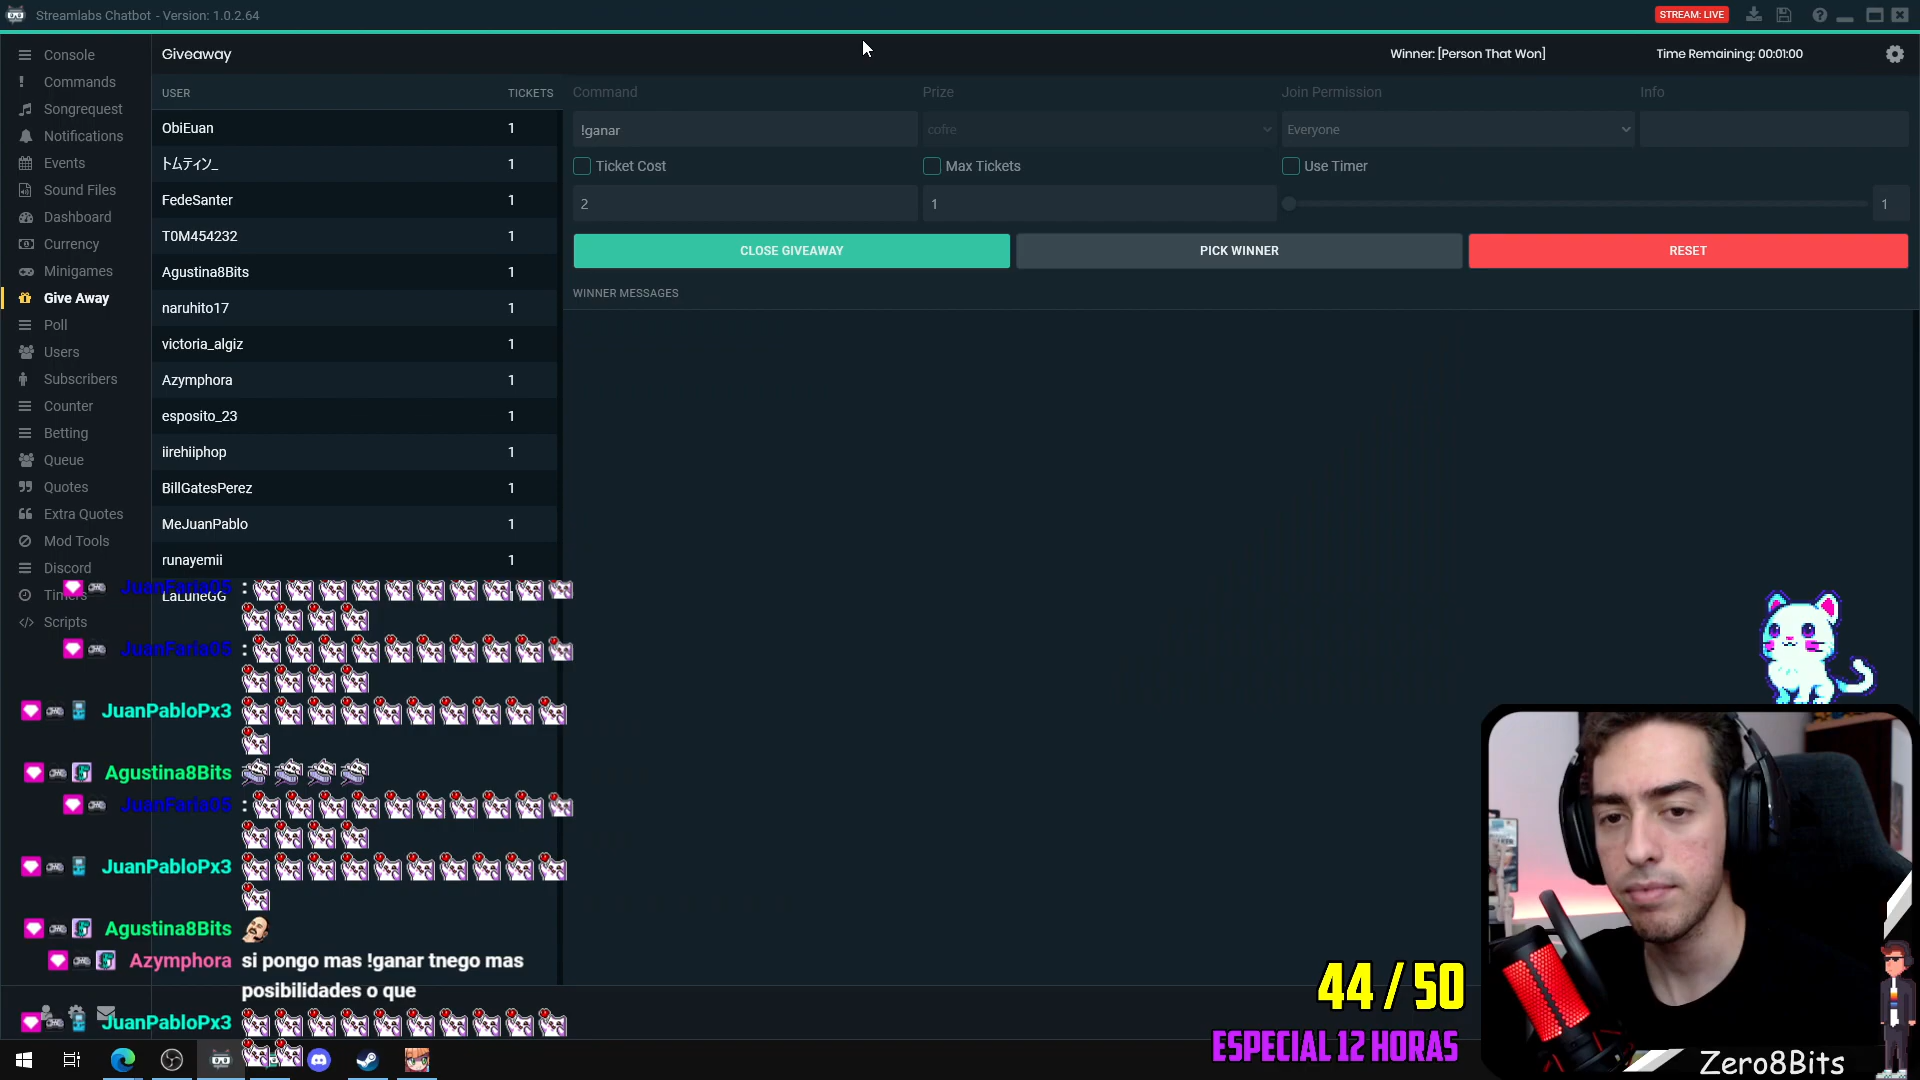 Streamlabs Chatbot - Version: 1.0.2.64
STREAM: LIVE
Console
Commands
Songrequest
Notifications
Events
Sound Files
Dashboard
Currency
Minigames
Give Away
Poll
Users
Subscribers
Counter
Betting
Queue
Quotes
Extra Quotes
Mod Tools
Discord
Timers
Scripts
Giveaway
Winner: [Person That Won]
Time Remaining: 00:01:00
USER TICKETS
ObiEuan 1
トムティン_ 1
FedeSanter 1
T0M454232 1
Agustina8Bits 1
naruhito17 1
victoria_algiz 1
Azymphora 1
esposito_23 1
iirehiiphop 1
BillGatesPerez 1
MeJuanPablo 1
runayemii 1
LaLuneGG
Command Prize Join Permission Info
!ganar cofre Everyone
Ticket Cost Max Tickets Use Timer
2 1 1
CLOSE GIVEAWAY PICK WINNER RESET
WINNER MESSAGES
JuanFaria05 :
JuanFaria05 :
JuanPabloPx3
Agustina8Bits
JuanFaria05 :
JuanPabloPx3
Agustina8Bits
Azymphora si pongo mas !ganar tnego mas
posibilidades o que
JuanPabloPx3
44 / 50
ESPECIAL 12 HORAS
Zero8Bits